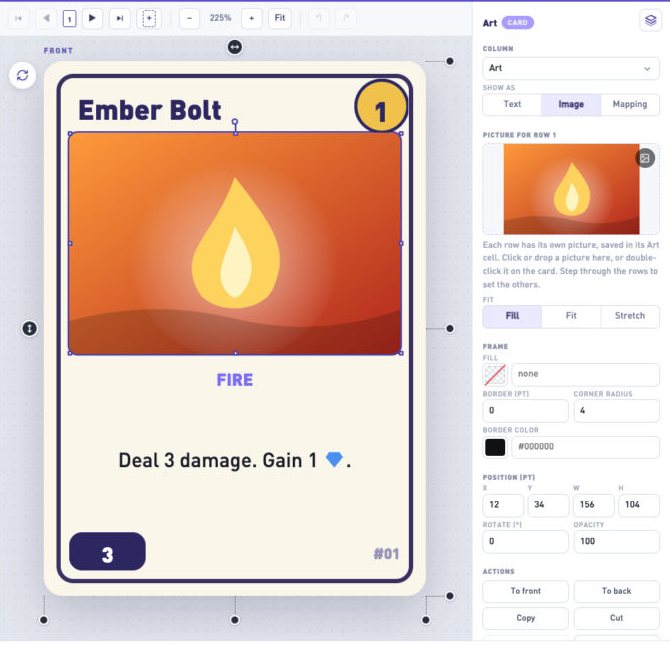 1
225%
Fit
FRONT
Ember Bolt
1
FIRE
Deal 3 damage. Gain 1 .
3
#01
Art CARD
COLUMN
Art
SHOW AS
Text Image Mapping
PICTURE FOR ROW 1
Each row has its own picture, saved in its Art
cell. Click or drop a picture here, or double-
click it on the card. Step through the rows to
set the others.
FIT
Fill Fit Stretch
FRAME
FILL
none
BORDER (PT) CORNER RADIUS
0 4
BORDER COLOR
#000000
POSITION (PT)
X Y W H
12 34 156 104
ROTATE (°) OPACITY
0 100
ACTIONS
To front To back
Copy Cut